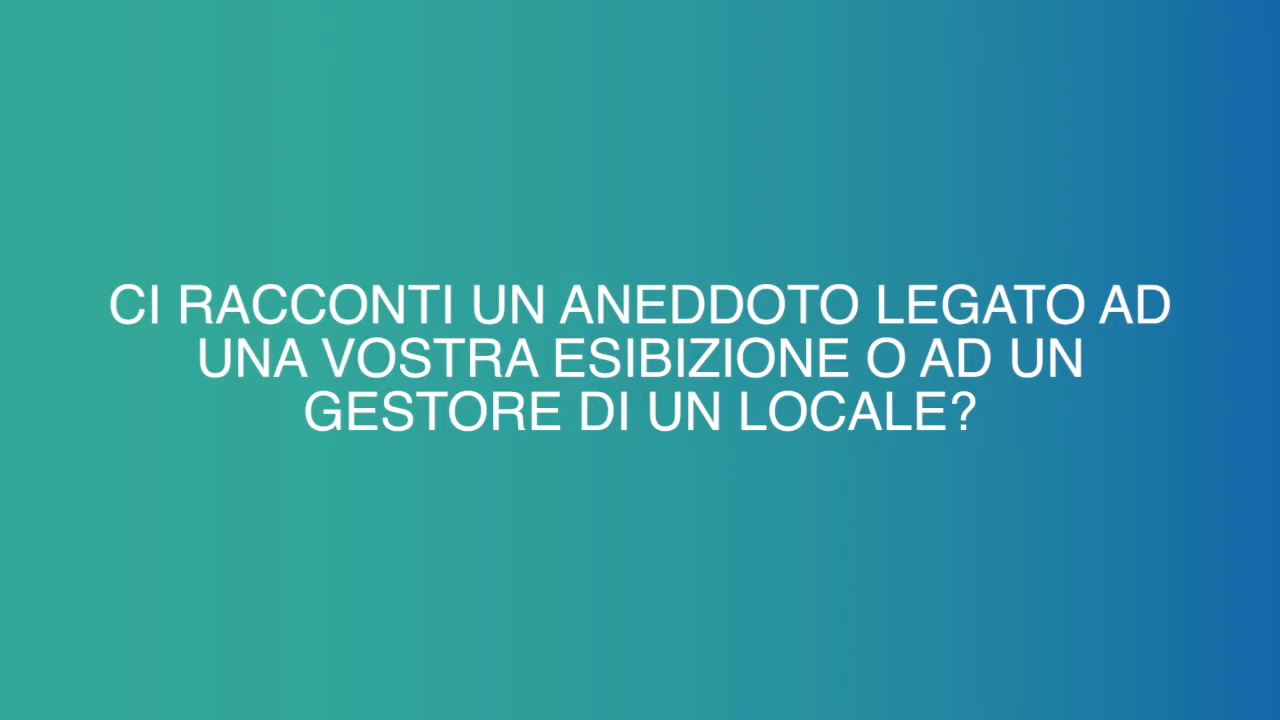 CI RACCONTI UN ANEDDOTO LEGATO AD
UNA VOSTRA ESIBIZIONE O AD UN
GESTORE DI UN LOCALE?